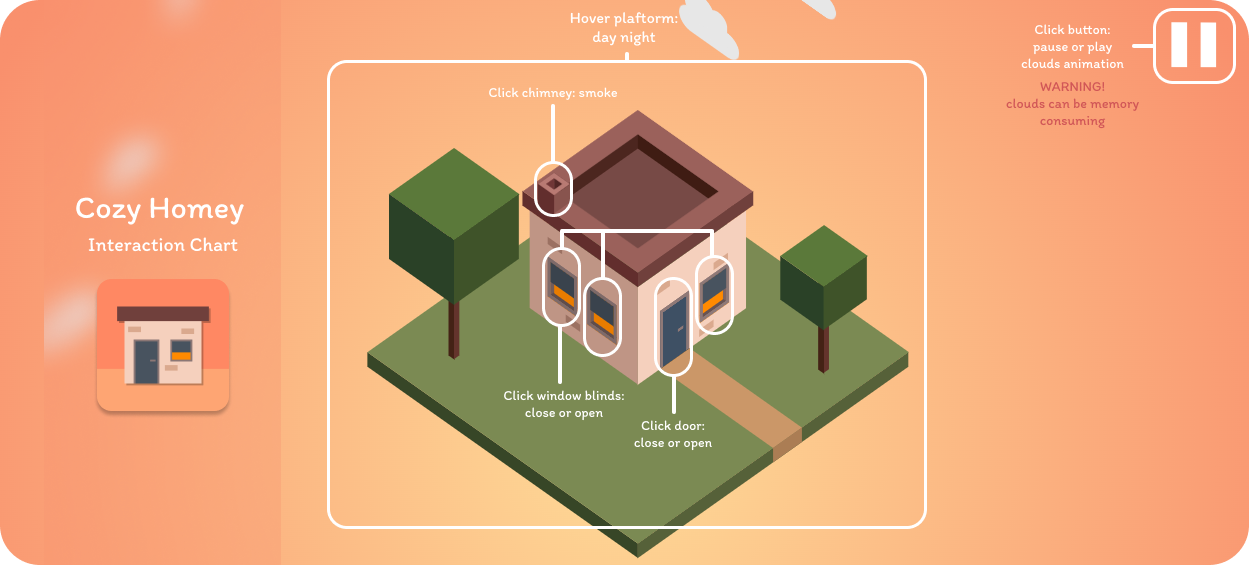 Cozy Homey
Interaction Chart
Hover plaftorm:
day night
Click chimney: smoke
Click window blinds:
close or open
Click door:
close or open
Click button:
pause or play
clouds animation
WARNING!
clouds can be memory
consuming